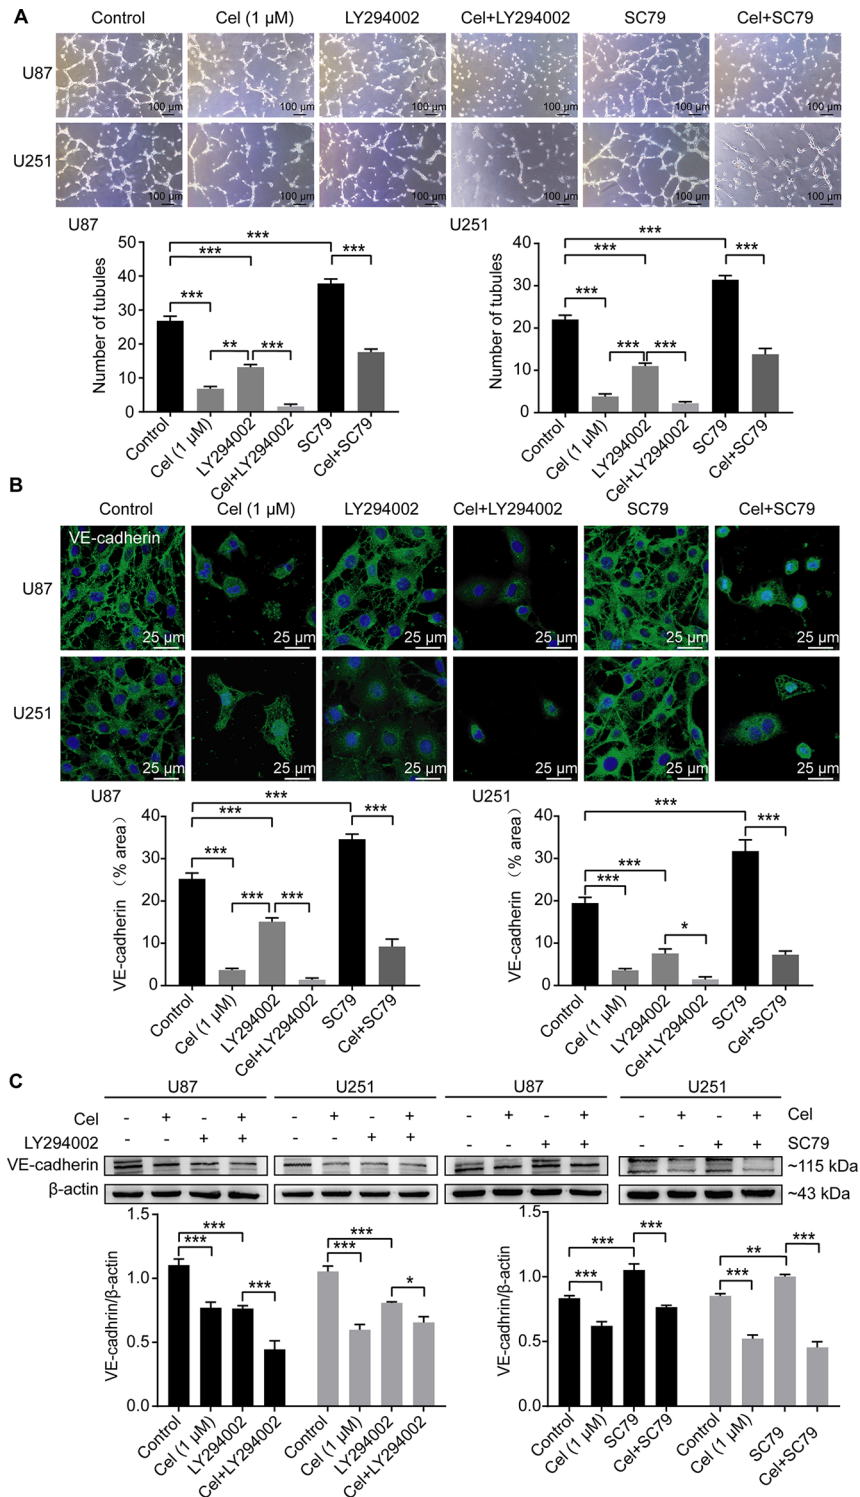 A
Control Cel (1 μM) LY294002 Cel+LY294002 SC79 Cel+SC79
U87
100 μm 100 μm 100 μm 100 μm 100 μm 100 μm
U251
100 μm 100 μm 100 μm 100 μm 100 μm 100 μm
U87
Number of tubules
50
40
30
20
10
0
*** *** *** *** ** ***
Control Cel (1 μM) LY294002 Cel+LY294002 SC79 Cel+SC79
U251
Number of tubules
40
30
20
10
0
*** *** *** *** *** ***
Control Cel (1 μM) LY294002 Cel+LY294002 SC79 Cel+SC79
B
Control Cel (1 μM) LY294002 Cel+LY294002 SC79 Cel+SC79
VE-cadherin
U87
25 μm 25 μm 25 μm 25 μm 25 μm 25 μm
U251
25 μm 25 μm 25 μm 25 μm 25 μm 25 μm
U87
VE-cadherin（% area）
40
30
20
10
0
*** *** *** *** *** ***
Control Cel (1 μM) LY294002 Cel+LY294002 SC79 Cel+SC79
U251
VE-cadherin（% area）
40
30
20
10
0
*** *** *** *** *
Control Cel (1 μM) LY294002 Cel+LY294002 SC79 Cel+SC79
C
U87 U251 U87 U251
Cel - + - + - + - + - + - + - + - + Cel
LY294002 - - + + - - + + - - + + - - + + SC79
VE-cadherin ~115 kDa
β-actin ~43 kDa
VE-cadhrin/β-actin
1.5
1.0
0.5
0.0
*** *** *** *** *** *
Control Cel (1 μM) LY294002 Cel+LY294002 Control Cel (1 μM) LY294002 Cel+LY294002
VE-cadhrin/β-actin
1.5
1.0
0.5
0.0
*** *** *** ** *** ***
Control Cel (1 μM) SC79 Cel+SC79 Control Cel (1 μM) SC79 Cel+SC79